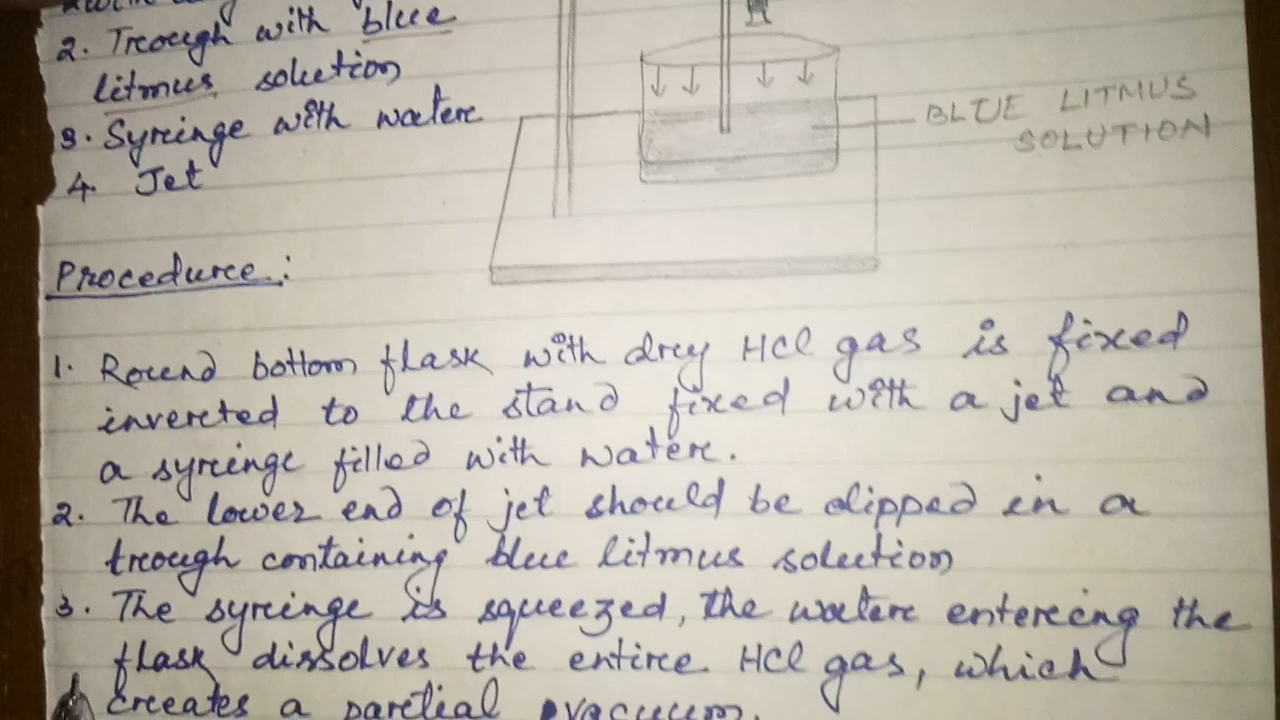 2. Trough with blue
litmus solution
3. Syringe with water
4. Jet
BLUE LITMUS
SOLUTION
Procedure :
1. Round bottom flask with dry HCl gas is fixed
inverted to the stand fixed with a jet and
a syringe filled with water.
2. The lower end of jet should be dipped in a
trough containing blue litmus solution
3. The syringe is squeezed, the water entering the
flask dissolves the entire HCl gas, which
creates a partial vacuum.